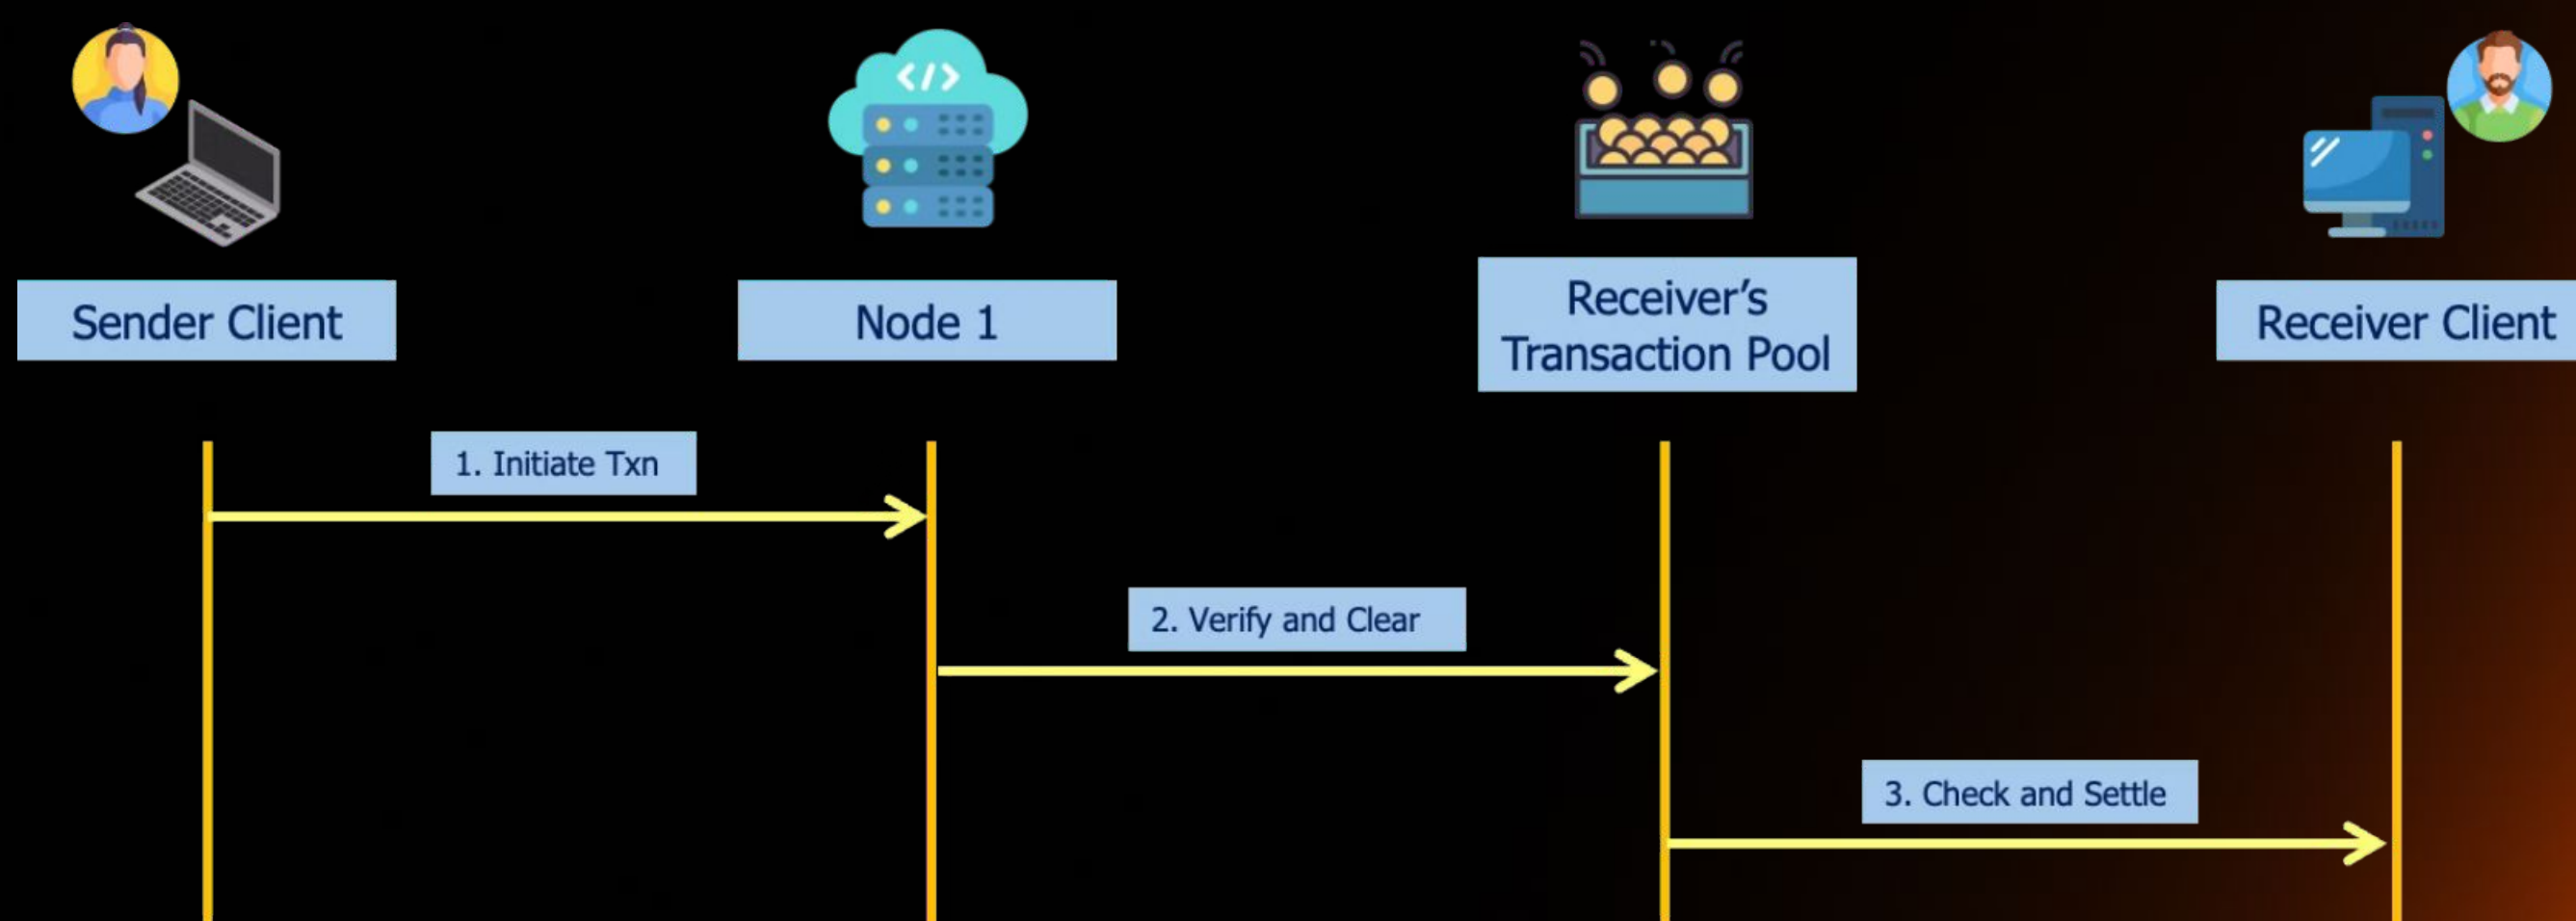 </>
Sender Client
Node 1
Receiver's
Transaction Pool
Receiver Client
1. Initiate Txn
2. Verify and Clear
3. Check and Settle